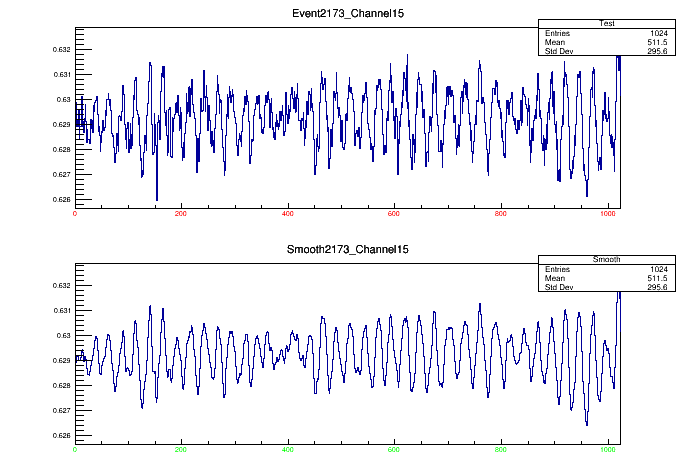 Event2173_Channel15
Test
Entries 1024
Mean 511.5
Std Dev 295.6
0.632
0.631
0.63
0.629
0.628
0.627
0.626
0 200 400 600 800 1000
Smooth2173_Channel15
Smooth
Entries 1024
Mean 511.5
Std Dev 295.6
0.632
0.631
0.63
0.629
0.628
0.627
0.626
0 200 400 600 800 1000